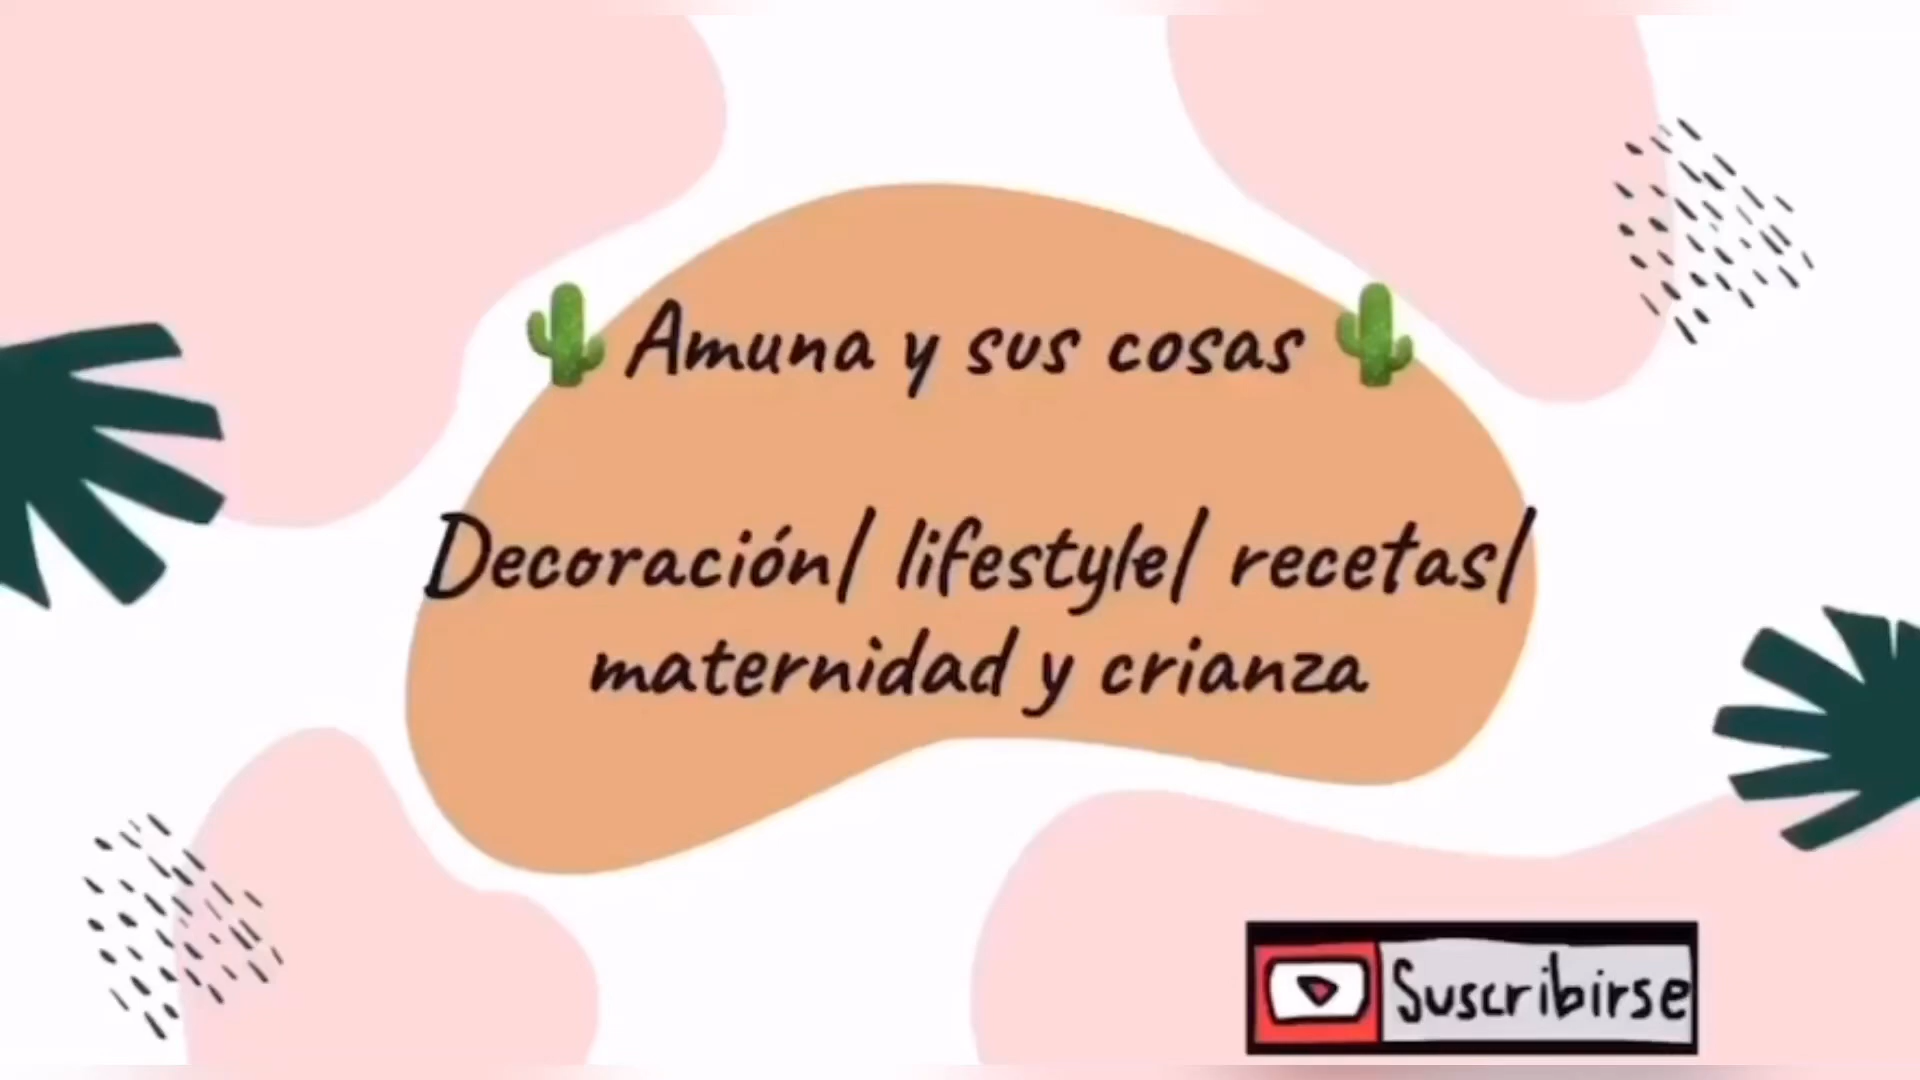 🌵 Amuna y sus cosas 🌵
Decoración/ lifestyle/ recetas/
maternidad y crianza
Suscribirse